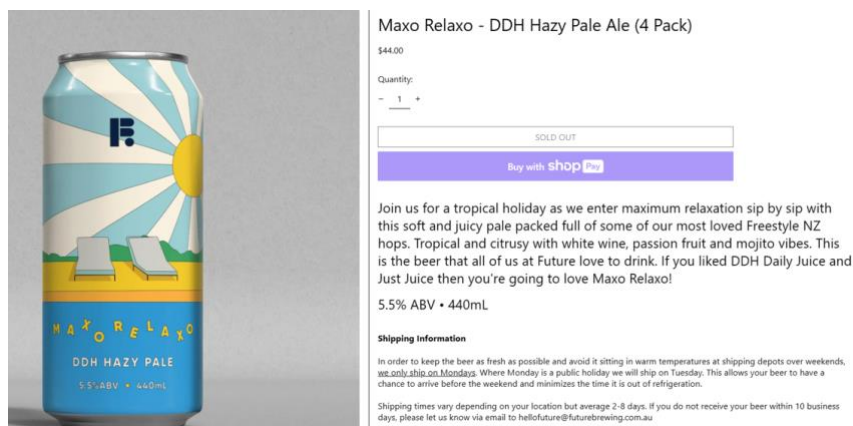 MAXO RELAXO
DDH HAZY PALE
5.5%ABV • 440mL
Maxo Relaxo - DDH Hazy Pale Ale (4 Pack)
$44.00
Quantity:
− 1 +
SOLD OUT
Buy with shop Pay
Join us for a tropical holiday as we enter maximum relaxation sip by sip with
this soft and juicy pale packed full of some of our most loved Freestyle NZ
hops. Tropical and citrusy with white wine, passion fruit and mojito vibes. This
is the beer that all of us at Future love to drink. If you liked DDH Daily Juice and
Just Juice then you're going to love Maxo Relaxo!
5.5% ABV • 440mL
Shipping Information
In order to keep the beer as fresh as possible and avoid it sitting in warm temperatures at shipping depots over weekends,
we only ship on Mondays. Where Monday is a public holiday we will ship on Tuesday. This allows your beer to have a
chance to arrive before the weekend and minimizes the time it is out of refrigeration.
Shipping times vary depending on your location but average 2-8 days. If you do not receive your beer within 10 business
days, please let us know via email to hellofuture@futurebrewing.com.au